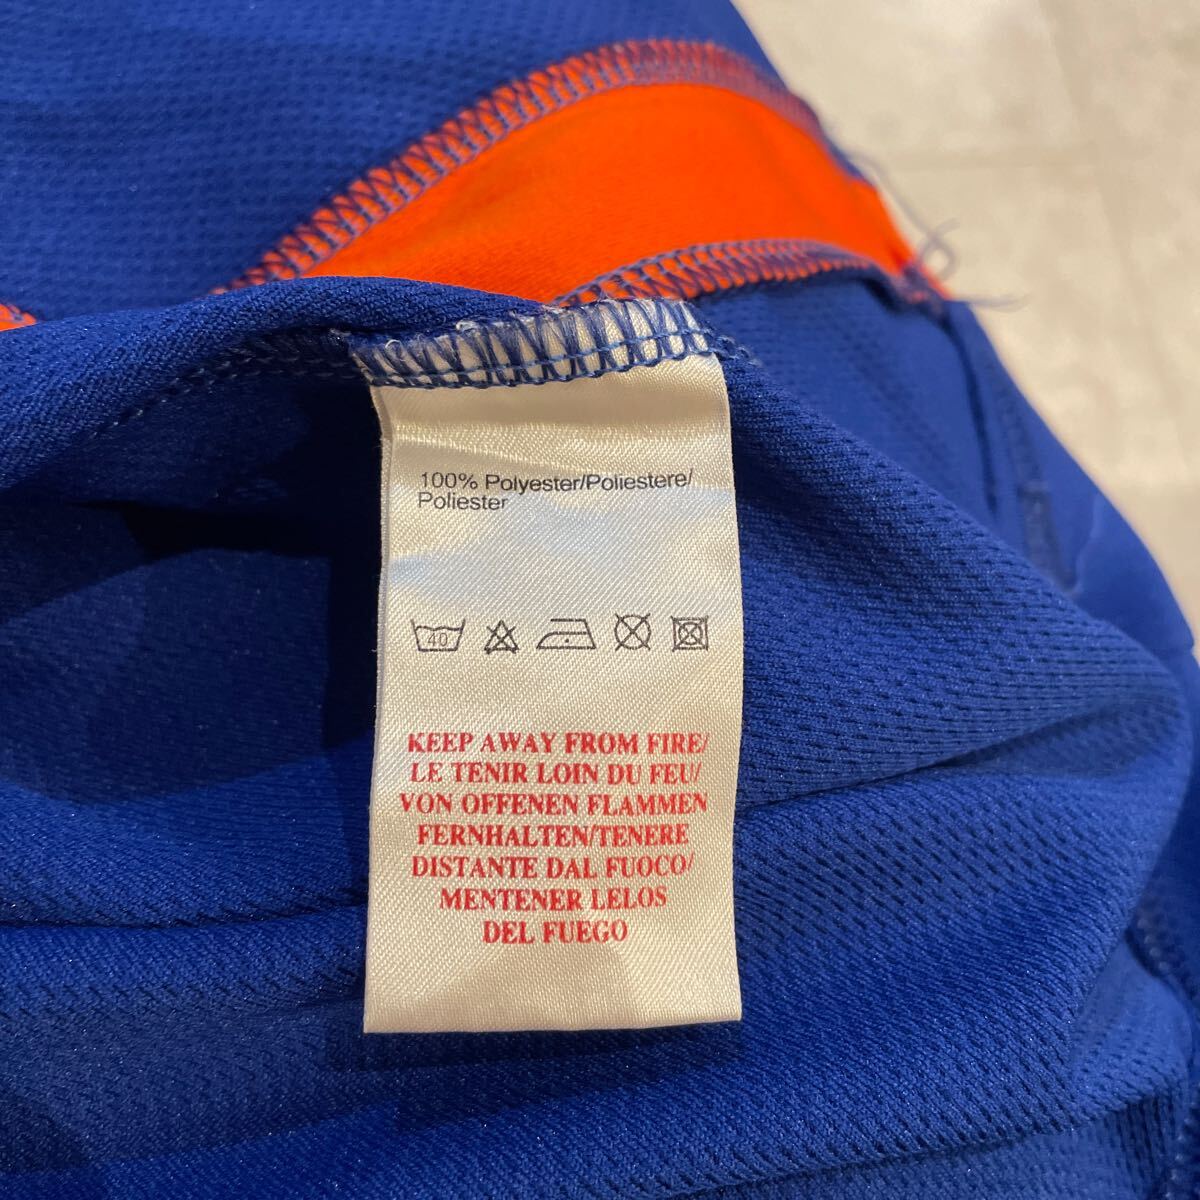 100% Polyester/Poliestere/
Poliester
40
KEEP AWAY FROM FIRE/
LE TENIR LOIN DU FEU/
VON OFFENEN FLAMMEN
FERNHALTEN/TENERE
DISTANTE DAL FUOCO/
MENTENER LELOS
DEL FUEGO